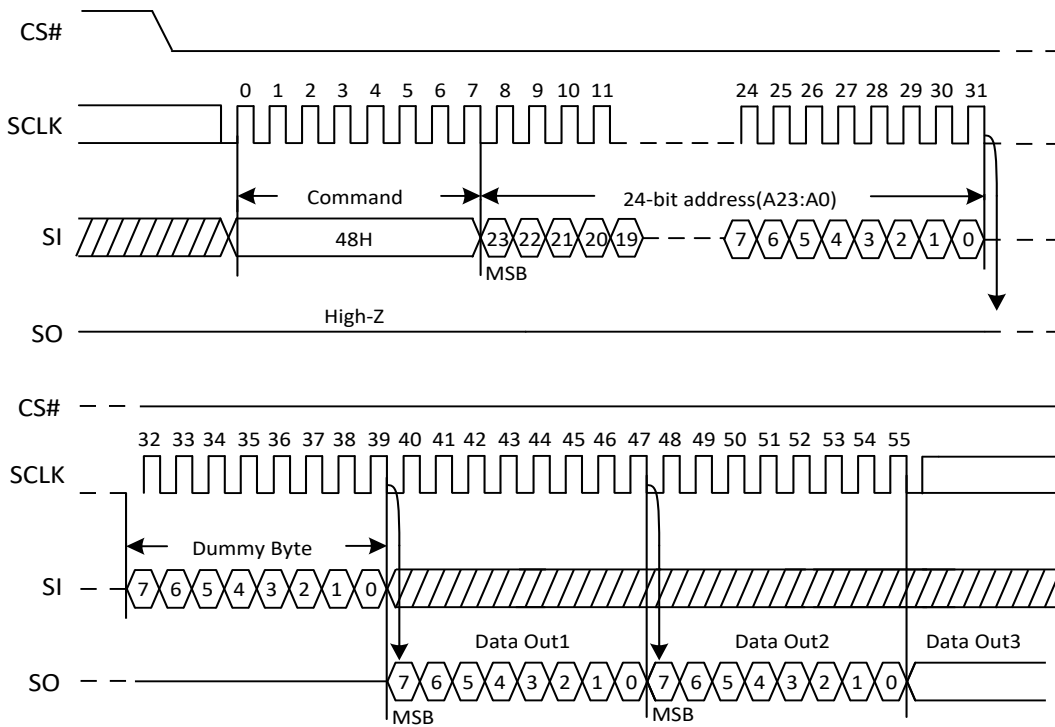 CS#
0 1 2 3 4 5 6 7 8 9 10 11 24 25 26 27 28 29 30 31
SCLK
Command 24-bit address(A23:A0)
SI 48H 23 22 21 20 19 7 6 5 4 3 2 1 0
MSB
High-Z
SO
CS#
32 33 34 35 36 37 38 39 40 41 42 43 44 45 46 47 48 49 50 51 52 53 54 55
SCLK
Dummy Byte
SI 7 6 5 4 3 2 1 0
Data Out1 Data Out2 Data Out3
SO 7 6 5 4 3 2 1 0 7 6 5 4 3 2 1 0
MSB MSB